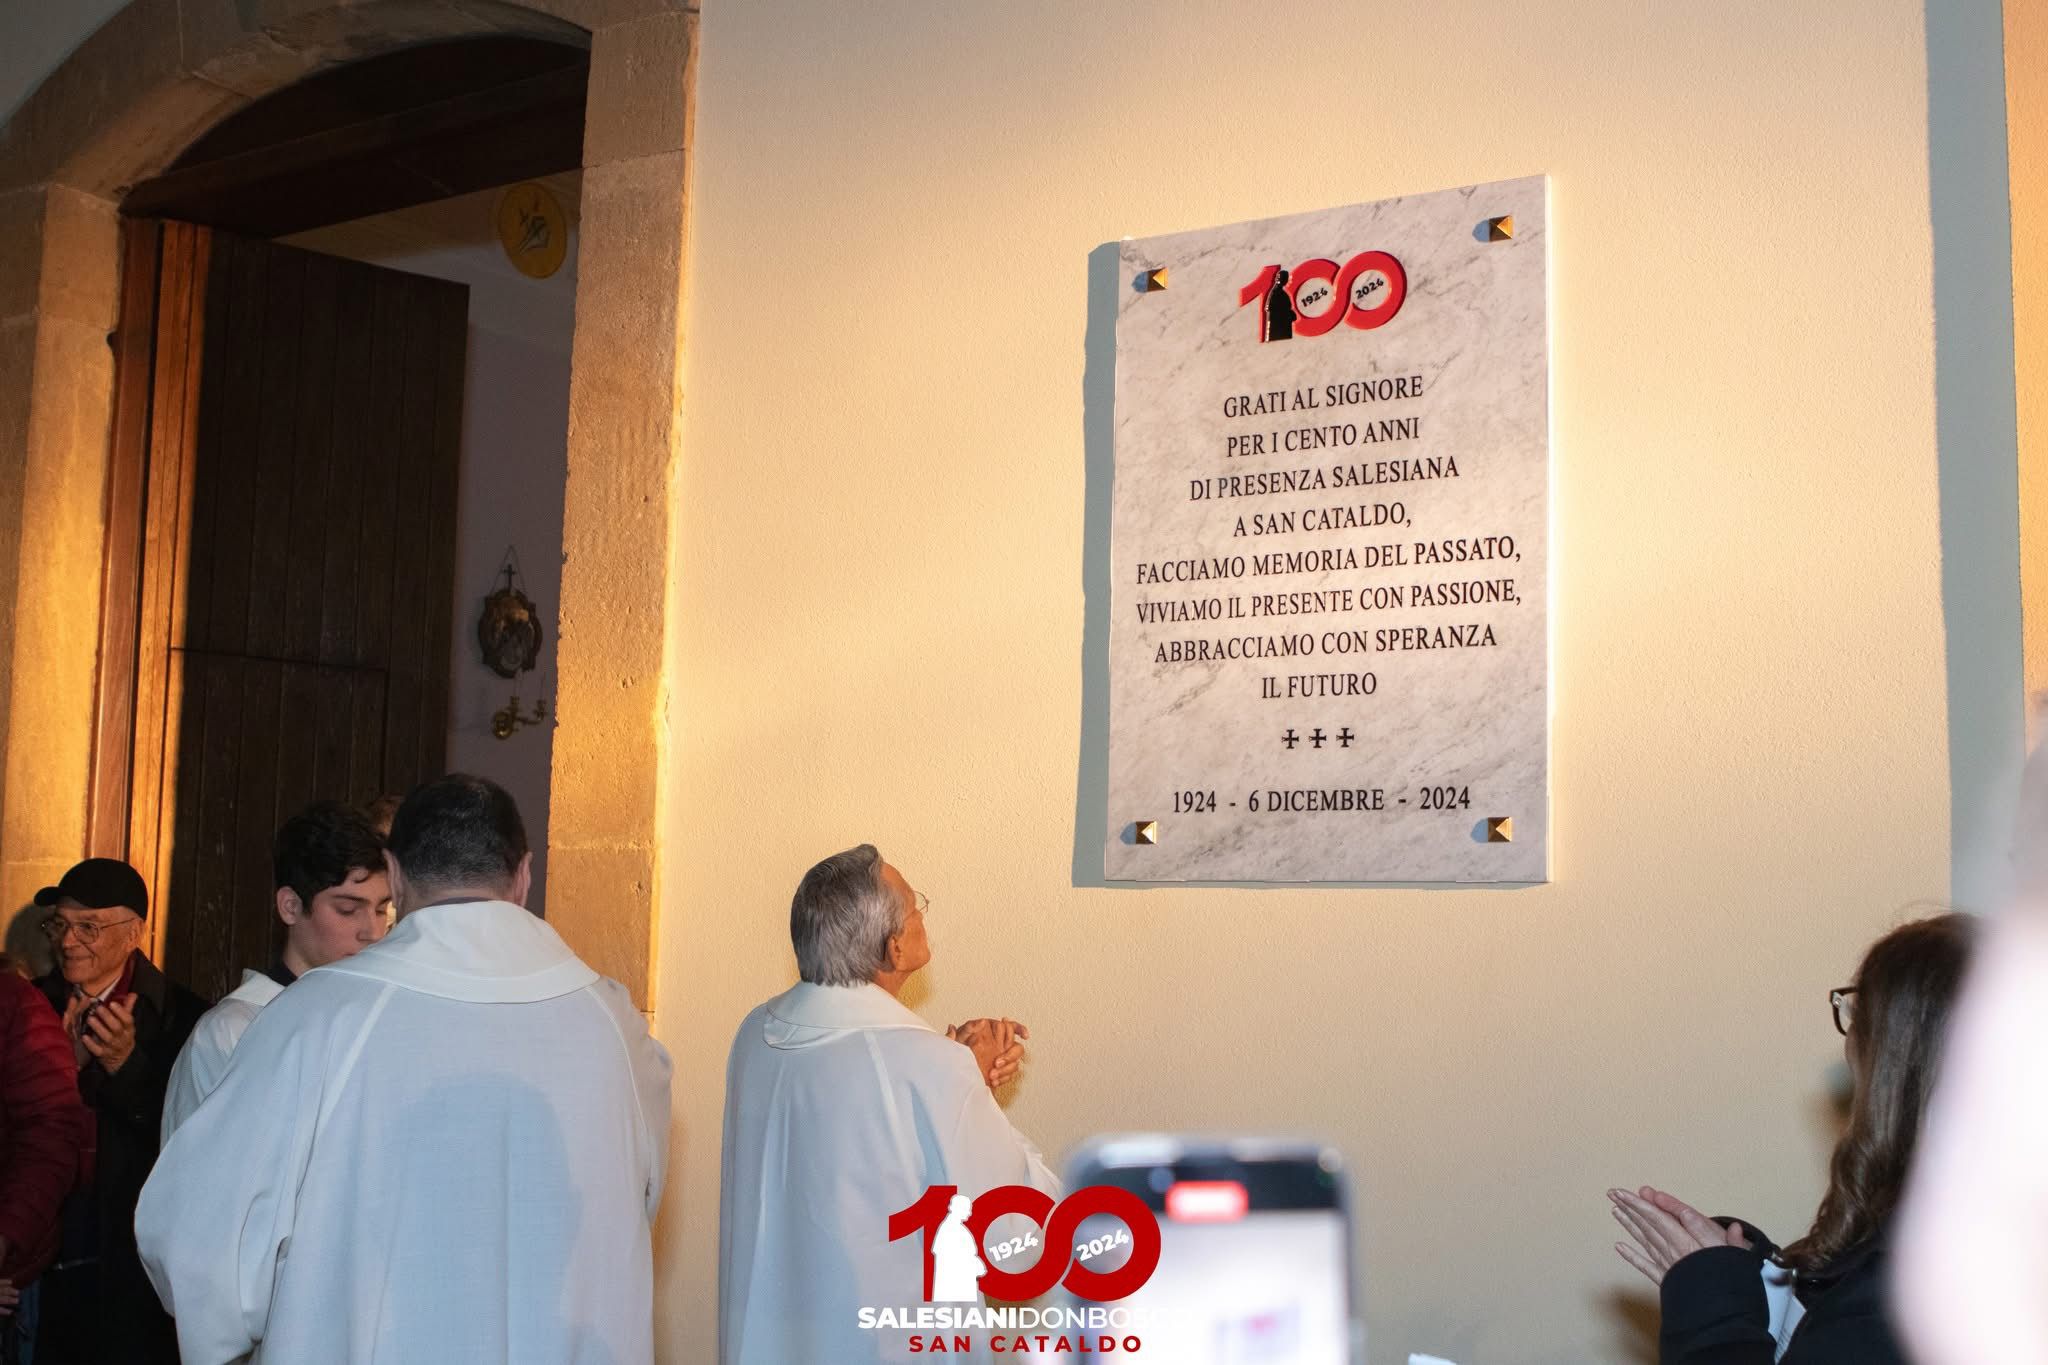 100
1924 2024
GRATI AL SIGNORE
PER I CENTO ANNI
DI PRESENZA SALESIANA
A SAN CATALDO,
FACCIAMO MEMORIA DEL PASSATO,
VIVIAMO IL PRESENTE CON PASSIONE,
ABBRACCIAMO CON SPERANZA
IL FUTURO
1924 - 6 DICEMBRE - 2024
100
1924 2024
SALESIANIDONBOSCO
SAN CATALDO